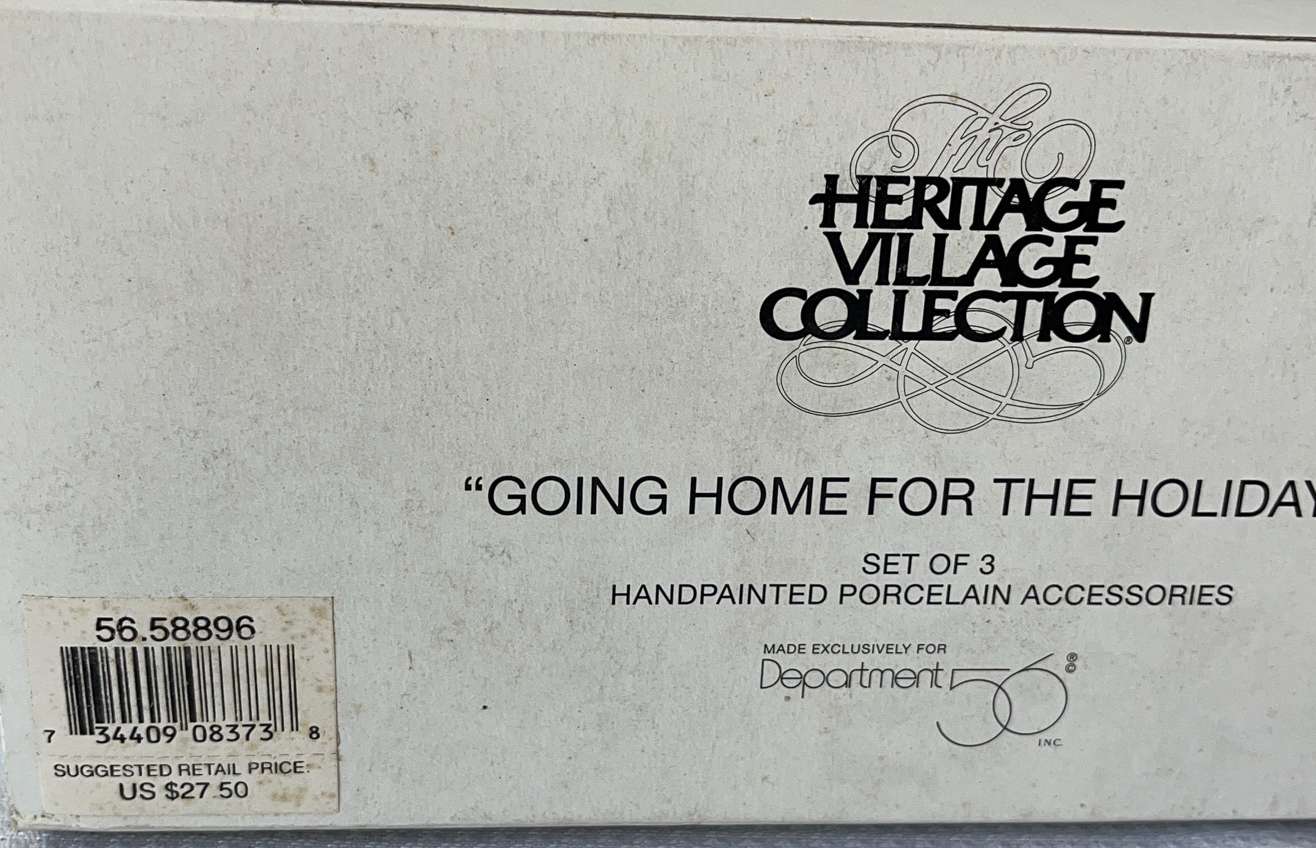 The
HERITAGE
VILLAGE
COLLECTION®
“GOING HOME FOR THE HOLIDAY
SET OF 3
HANDPAINTED PORCELAIN ACCESSORIES
MADE EXCLUSIVELY FOR
Department 56 ®©
INC.
56.58896
7 34409 08373 8
SUGGESTED RETAIL PRICE:
US $27.50